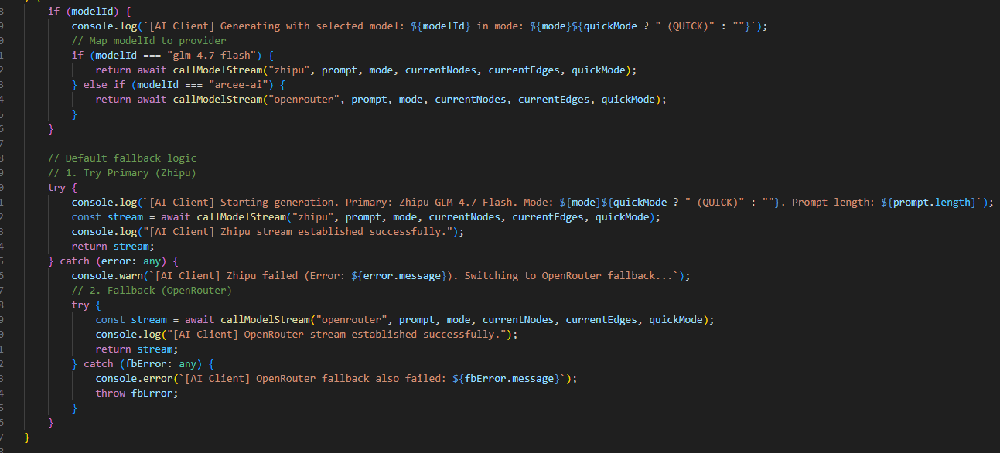 if (modelId) {
console.log(`[AI Client] Generating with selected model: ${modelId} in mode: ${mode}${quickMode ? " (QUICK)" : ""}`);
// Map modelId to provider
if (modelId === "glm-4.7-flash") {
return await callModelStream("zhipu", prompt, mode, currentNodes, currentEdges, quickMode);
} else if (modelId === "arcee-ai") {
return await callModelStream("openrouter", prompt, mode, currentNodes, currentEdges, quickMode);
}
}
// Default fallback logic
// 1. Try Primary (Zhipu)
try {
console.log(`[AI Client] Starting generation. Primary: Zhipu GLM-4.7 Flash. Mode: ${mode}${quickMode ? " (QUICK)" : ""}. Prompt length: ${prompt.length}`);
const stream = await callModelStream("zhipu", prompt, mode, currentNodes, currentEdges, quickMode);
console.log("[AI Client] Zhipu stream established successfully.");
return stream;
} catch (error: any) {
console.warn(`[AI Client] Zhipu failed (Error: ${error.message}). Switching to OpenRouter fallback...`);
// 2. Fallback (OpenRouter)
try {
const stream = await callModelStream("openrouter", prompt, mode, currentNodes, currentEdges, quickMode);
console.log("[AI Client] OpenRouter stream established successfully.");
return stream;
} catch (fbError: any) {
console.error(`[AI Client] OpenRouter fallback also failed: ${fbError.message}`);
throw fbError;
}
}
}